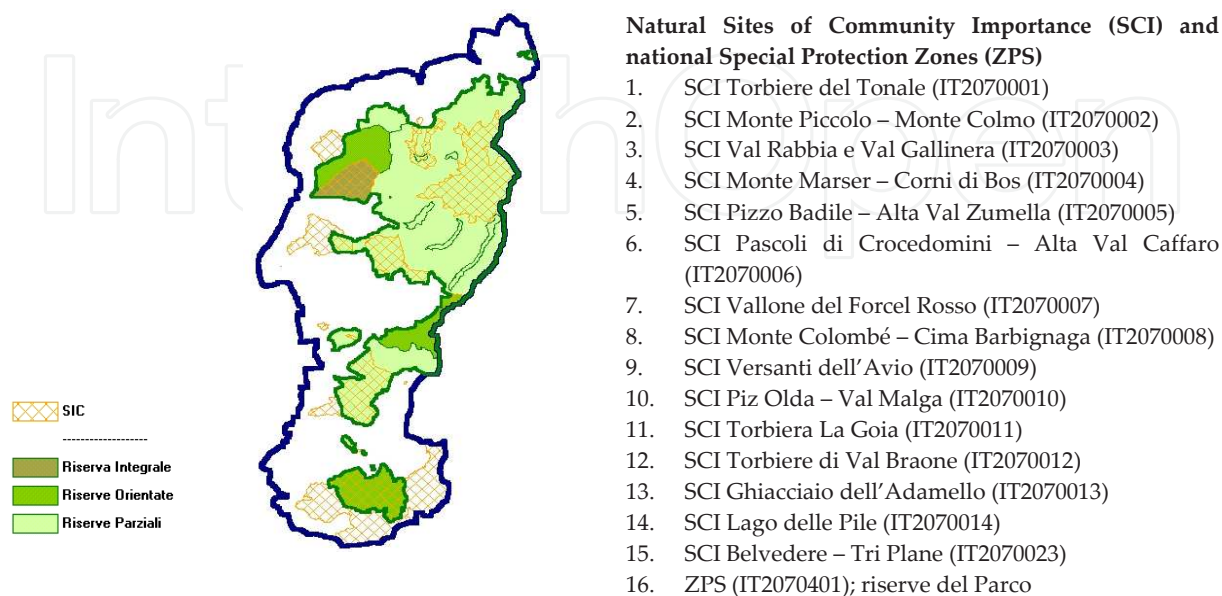 IntechOpen
SIC
Riserva Integrale
Riserve Orientate
Riserve Parziali
Natural Sites of Community Importance (SCI) and
national Special Protection Zones (ZPS)
1. SCI Torbiere del Tonale (IT2070001)
2. SCI Monte Piccolo – Monte Colmo (IT2070002)
3. SCI Val Rabbia e Val Gallinera (IT2070003)
4. SCI Monte Marser – Corni di Bos (IT2070004)
5. SCI Pizzo Badile – Alta Val Zumella (IT2070005)
6. SCI Pascoli di Crocedomini – Alta Val Caffaro
(IT2070006)
7. SCI Vallone del Forcel Rosso (IT2070007)
8. SCI Monte Colombé – Cima Barbignaga (IT2070008)
9. SCI Versanti dell’Avio (IT2070009)
10. SCI Piz Olda – Val Malga (IT2070010)
11. SCI Torbiera La Goia (IT2070011)
12. SCI Torbiere di Val Braone (IT2070012)
13. SCI Ghiacciaio dell’Adamello (IT2070013)
14. SCI Lago delle Pile (IT2070014)
15. SCI Belvedere – Tri Plane (IT2070023)
16. ZPS (IT2070401); riserve del Parco